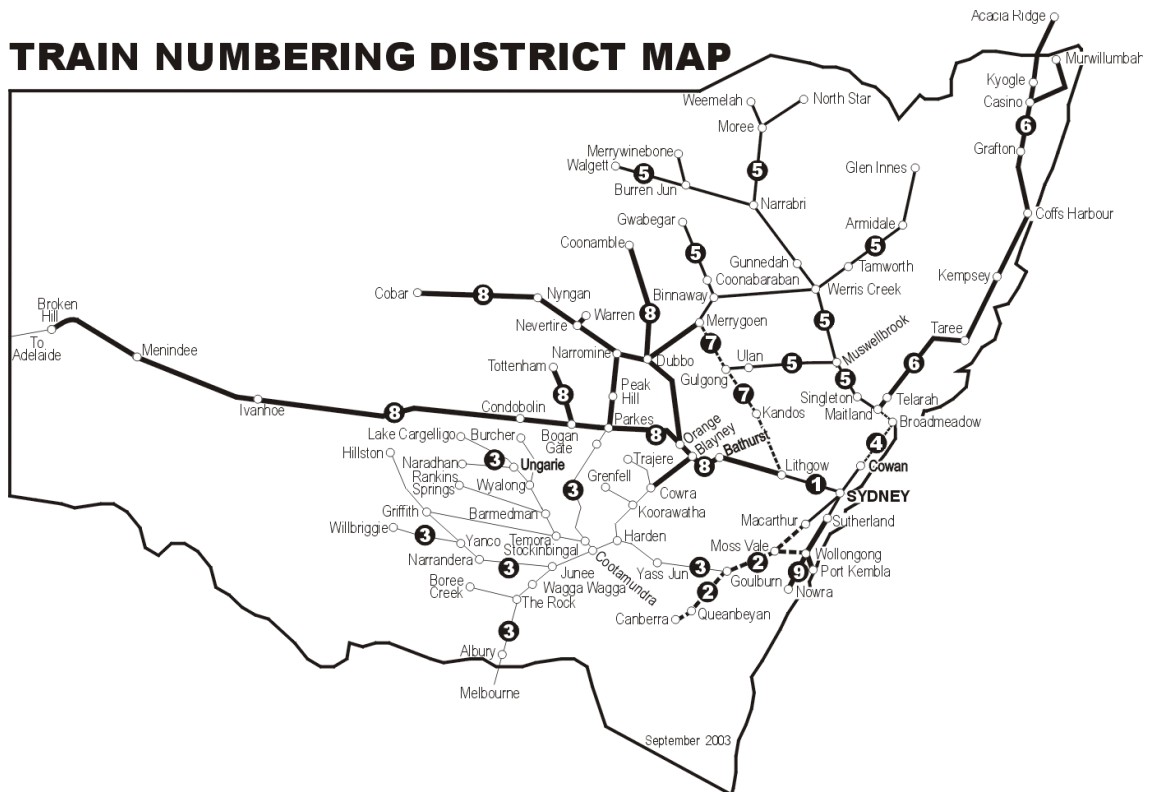 Acacia Ridge
TRAIN NUMBERING DISTRICT MAP
Murwillumbah
Kyogle
Casino
6
Grafton
Weemelah
North Star
Moree
Merrywinebone
Walgett
5
Burren Jun
5
Narrabri
Glen Innes
Coffs Harbour
Gwabegar
Armidale
5
Coonamble
5
Gunnedah
Tamworth
Coonabaraban
Kempsey
Cobar
8
Nyngan
Binnaway
Werris Creek
Broken
Hill
To
Adelaide
Warren
Nevertire
8
Merrygoen
5
Muswellbrook
Taree
Menindee
Narromine
Dubbo
7
Ulan
5
6
Tottenham
Gulgong
5
Peak
Hill
8
7
Singleton
Telarah
Ivanhoe
8
Condobolin
Maitland
Parkes
Kandos
Broadmeadow
Lake Cargelligo
Burcher
Bogan
Gate
8
Orange
Blayney
Bathurst
4
Hillston
Naradhan
3
Ungarie
Trajere
8
Lithgow
Cowan
Rankins
Springs
Wyalong
3
Grenfell
Cowra
1
SYDNEY
Griffith
Barmedman
Koorawatha
Macarthur
Sutherland
Willbriggie
3
Yanco
Temora
Harden
Stockinbingal
Moss Vale
Wollongong
Narrandera
3
Cootamundra
Yass Jun
3
2
9
Port Kembla
Junee
Goulburn
Boree
Creek
Wagga Wagga
2
Nowra
The Rock
Canberra
Queanbeyan
3
Albury
Melbourne
September 2003